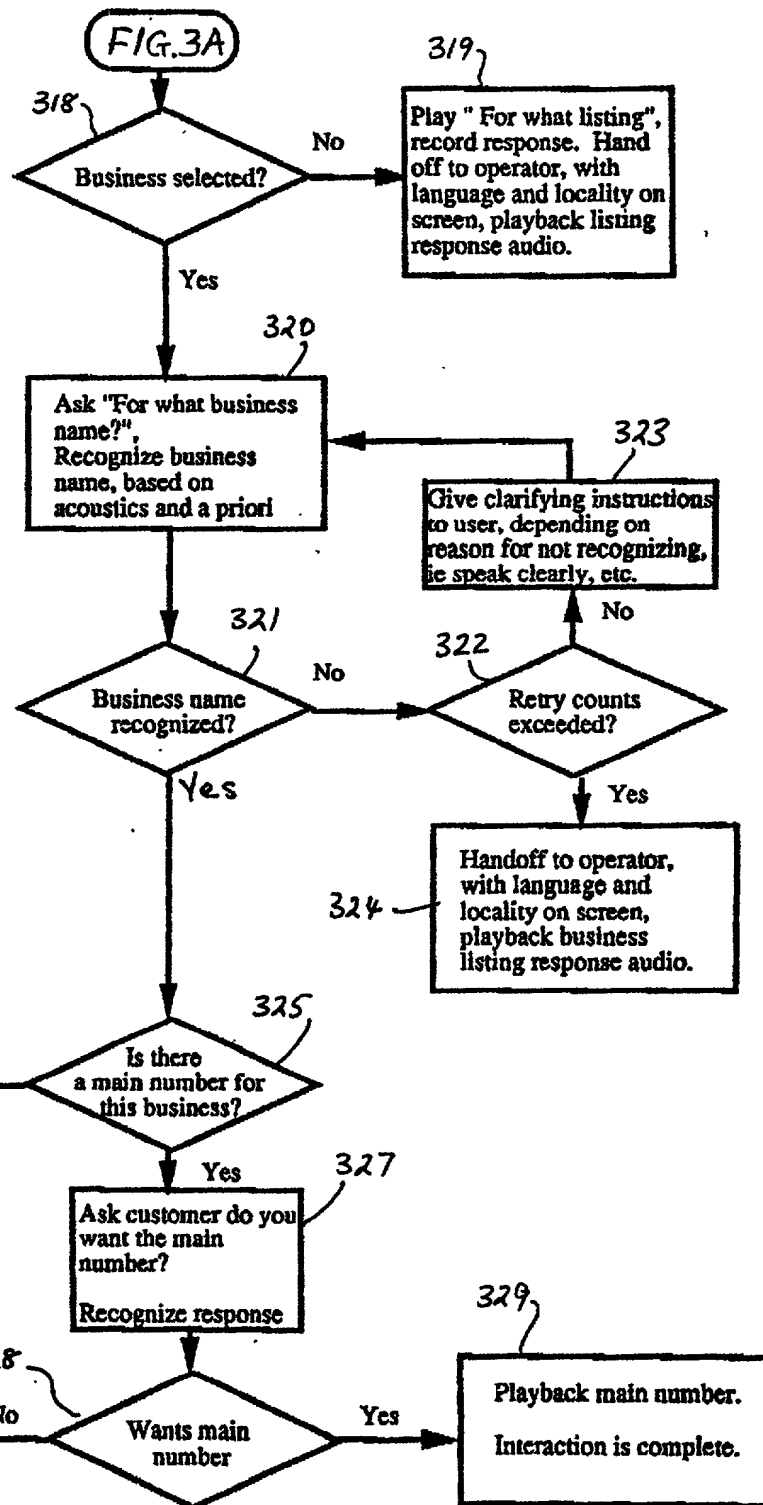 FIG.3A
318
Business selected?
No
319
Play " For what listing",
record response. Hand
off to operator, with
language and locality on
screen, playback listing
response audio.
Yes
320
Ask "For what business
name?",
Recognize business
name, based on
acoustics and a priori
323
Give clarifying instructions
to user, depending on
reason for not recognizing,
ie speak clearly, etc.
No
321
Business name
recognized?
No
322
Retry counts
exceeded?
Yes
Yes
324
Handoff to operator,
with language and
locality on screen,
playback business
listing response audio.
325
Is there
a main number for
this business?
Yes
327
Ask customer do you
want the main
number?
Recognize response
8
No
Wants main
number
Yes
329
Playback main number.
Interaction is complete.